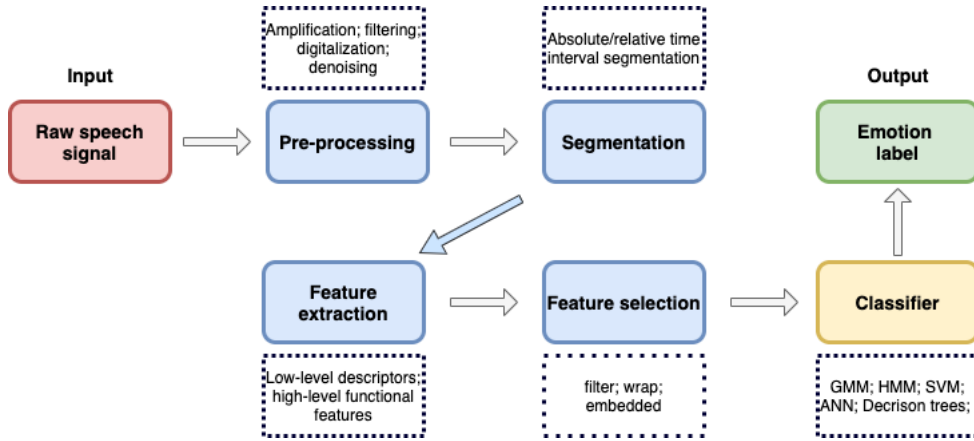 Amplification; filtering;
digitalization;
denoising
Absolute/relative time
interval segmentation
Input
Output
Raw speech
signal
Pre-processing
Segmentation
Emotion
label
Feature
extraction
Feature selection
Classifier
Low-level descriptors;
high-level functional
features
filter; wrap;
embedded
GMM; HMM; SVM;
ANN; Decrison trees;